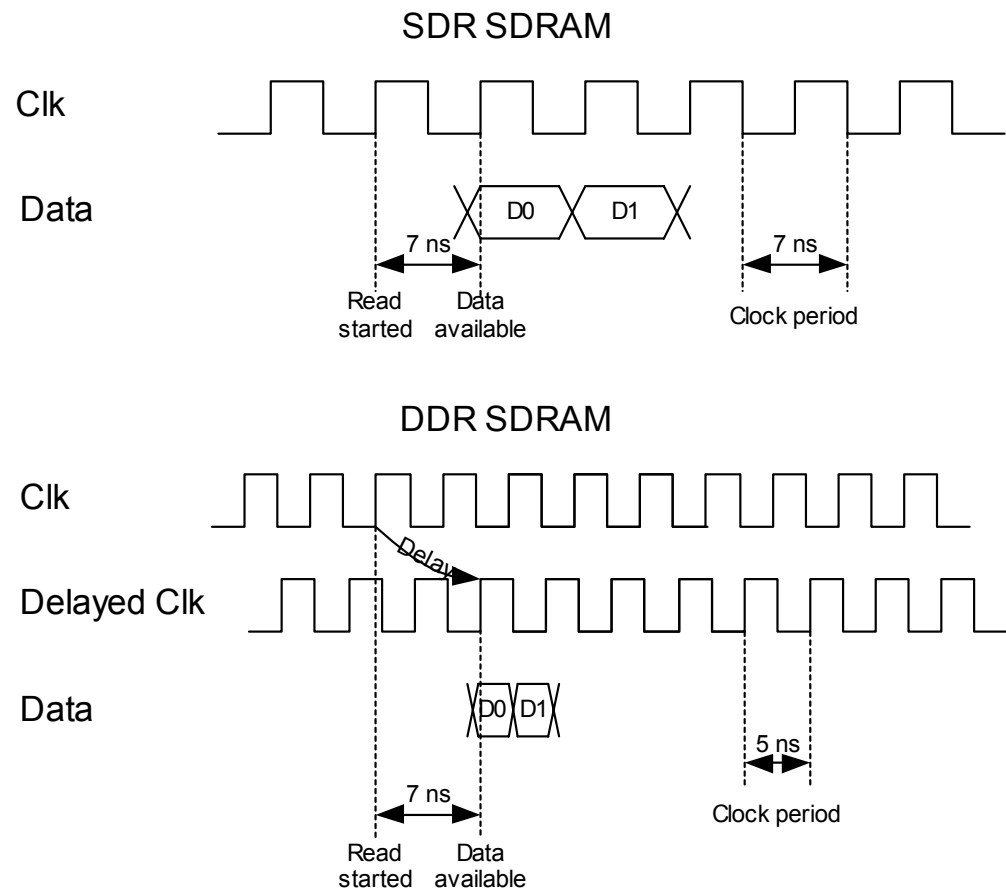 SDR SDRAM
Clk
Data
D0
D1
7 ns
7 ns
Read
started
Data
available
Clock period
DDR SDRAM
Clk
Delay
Delayed Clk
Data
D0
D1
5 ns
7 ns
Clock period
Read
started
Data
available